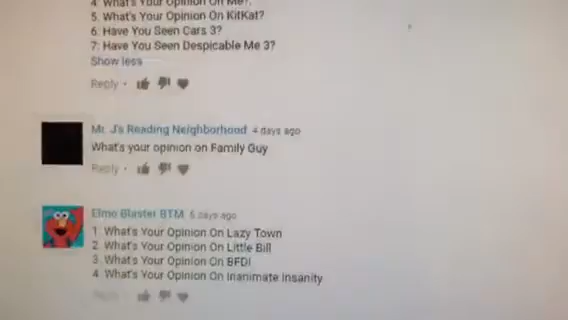 4. What's Your Opinion On Me?.
5. What's Your Opinion On KitKat?
6: Have You Seen Cars 3?
7: Have You Seen Despicable Me 3?
Show less
Reply •
Mr. J's Reading Neighborhood 4 days ago
What's your opinion on Family Guy
Reply •
Elmo Blaster BTM 6 days ago
1: What's Your Opinion On Lazy Town
2. What's Your Opinion On Little Bill
3. What's Your Opinion On BFDI
4. What's Your Opinion On Inanimate Insanity
Reply •